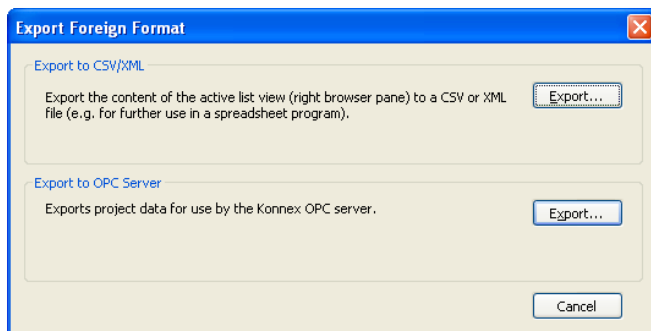 Export Foreign Format
Export to CSV/XML
Export the content of the active list view (right browser pane) to a CSV or XML
file (e.g. for further use in a spreadsheet program).
Export...
Export to OPC Server
Exports project data for use by the Konnex OPC server.
Export...
Cancel